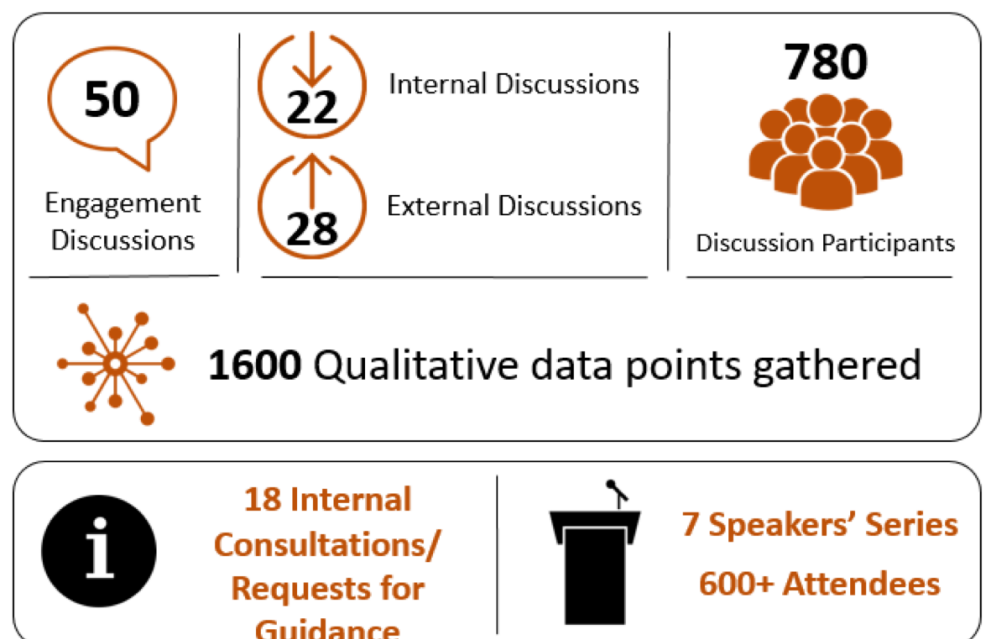 50
Engagement
Discussions
22
Internal Discussions
28
External Discussions
780
Discussion Participants
1600 Qualitative data points gathered
i
18 Internal
Consultations/
Requests for
Guidance
7 Speakers’ Series
600+ Attendees